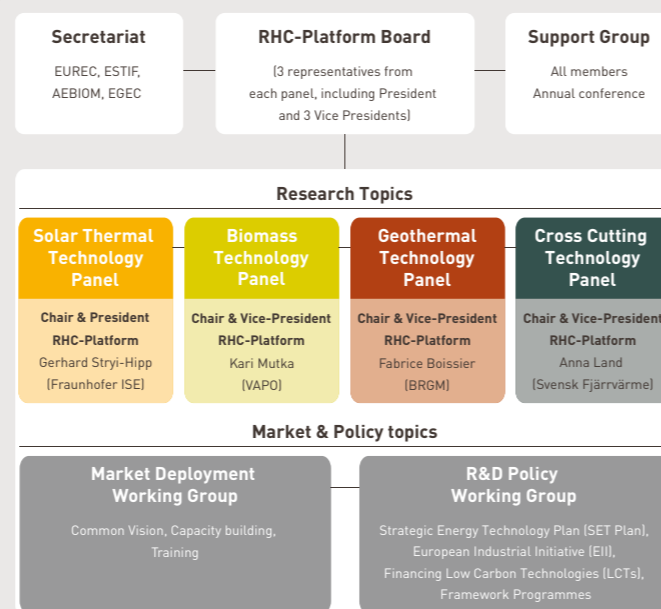 Secretariat
EUREC, ESTIF,
AEBIOM, EGEC
RHC-Platform Board
(3 representatives from
each panel, including President
and 3 Vice Presidents)
Support Group
All members
Annual conference
Research Topics
Solar Thermal
Technology
Panel
Chair & President
RHC-Platform
Gerhard Stryi-Hipp
(Fraunhofer ISE)
Biomass
Technology
Panel
Chair & Vice-President
RHC-Platform
Kari Mutka
(VAPO)
Geothermal
Technology
Panel
Chair & Vice-President
RHC-Platform
Fabrice Boissier
(BRGM)
Cross Cutting
Technology
Panel
Chair & Vice-President
RHC-Platform
Anna Land
(Svensk Fjärrvärme)
Market & Policy topics
Market Deployment
Working Group
Common Vision, Capacity building,
Training
R&D Policy
Working Group
Strategic Energy Technology Plan (SET Plan),
European Industrial Initiative (EII),
Financing Low Carbon Technologies (LCTs),
Framework Programmes